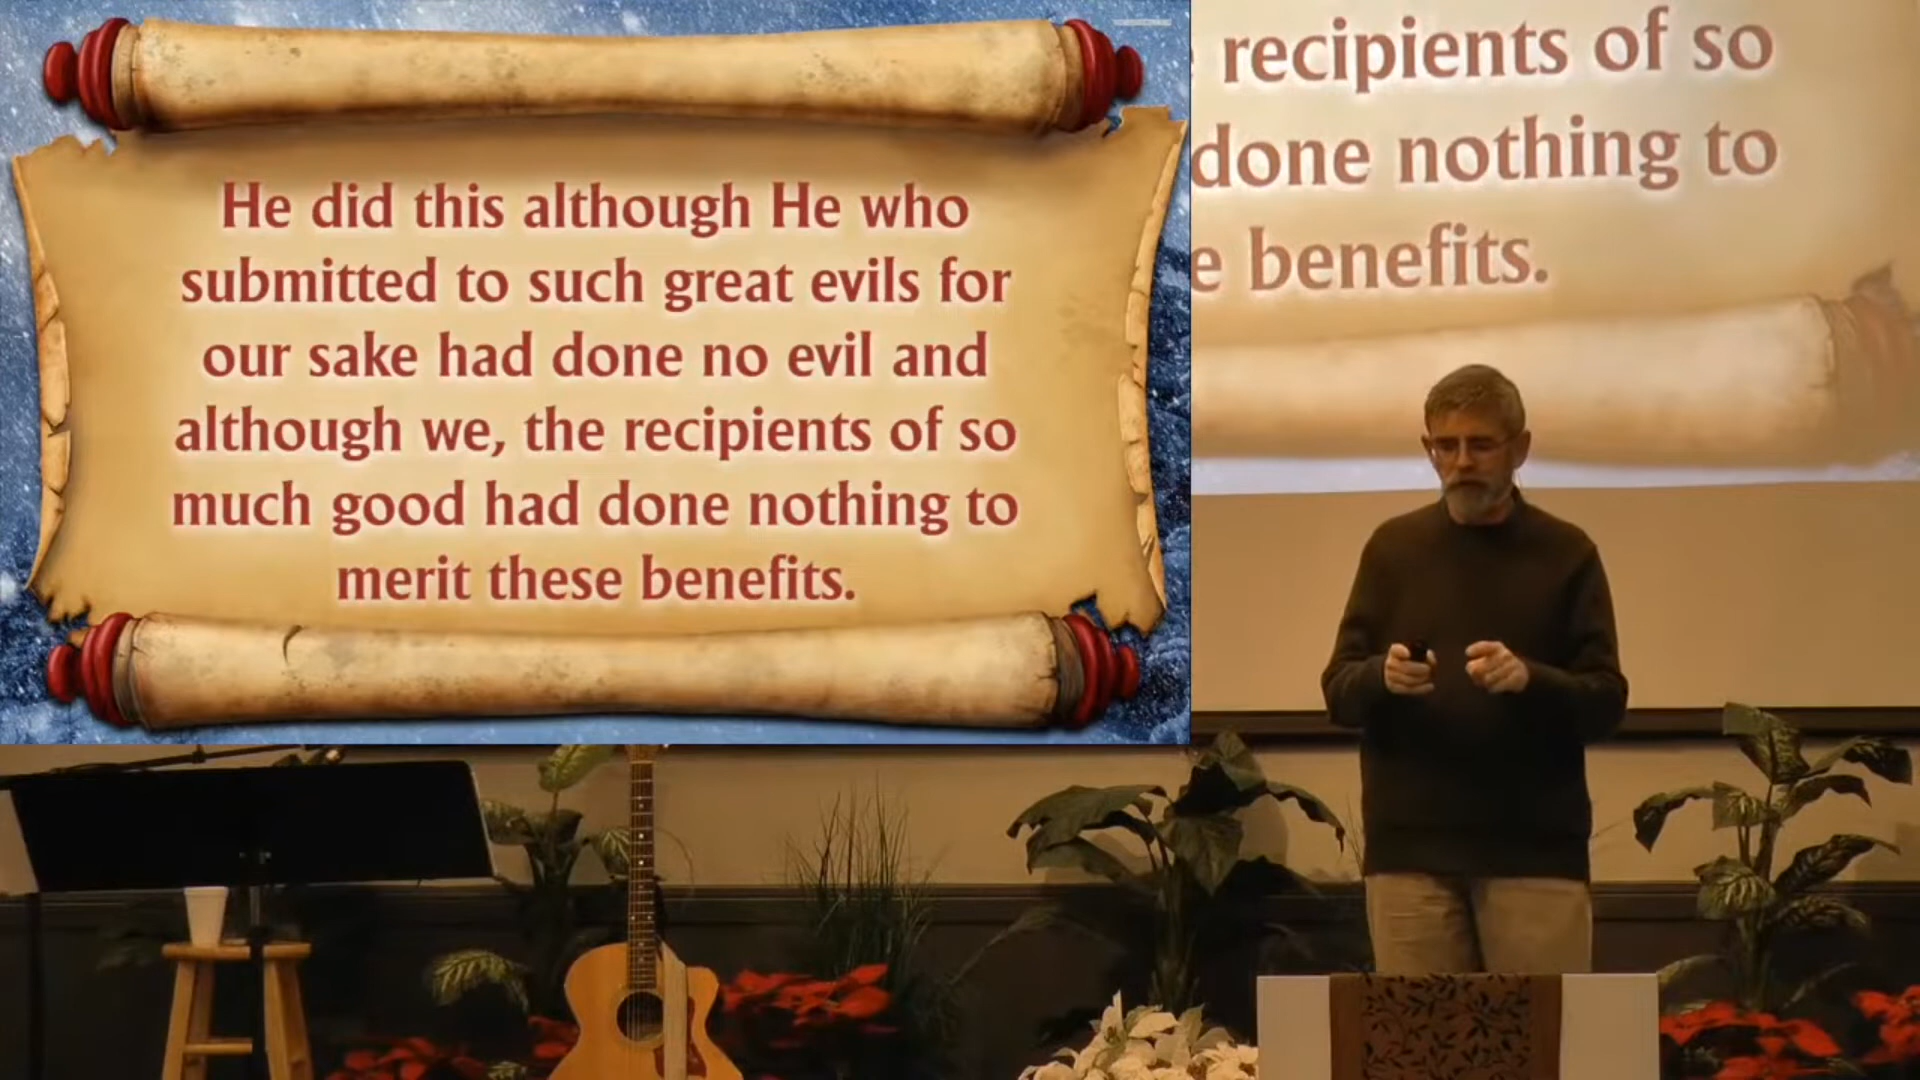 He did this although He who
submitted to such great evils for
our sake had done no evil and
although we, the recipients of so
much good had done nothing to
merit these benefits.
recipients of so
done nothing to
e benefits.